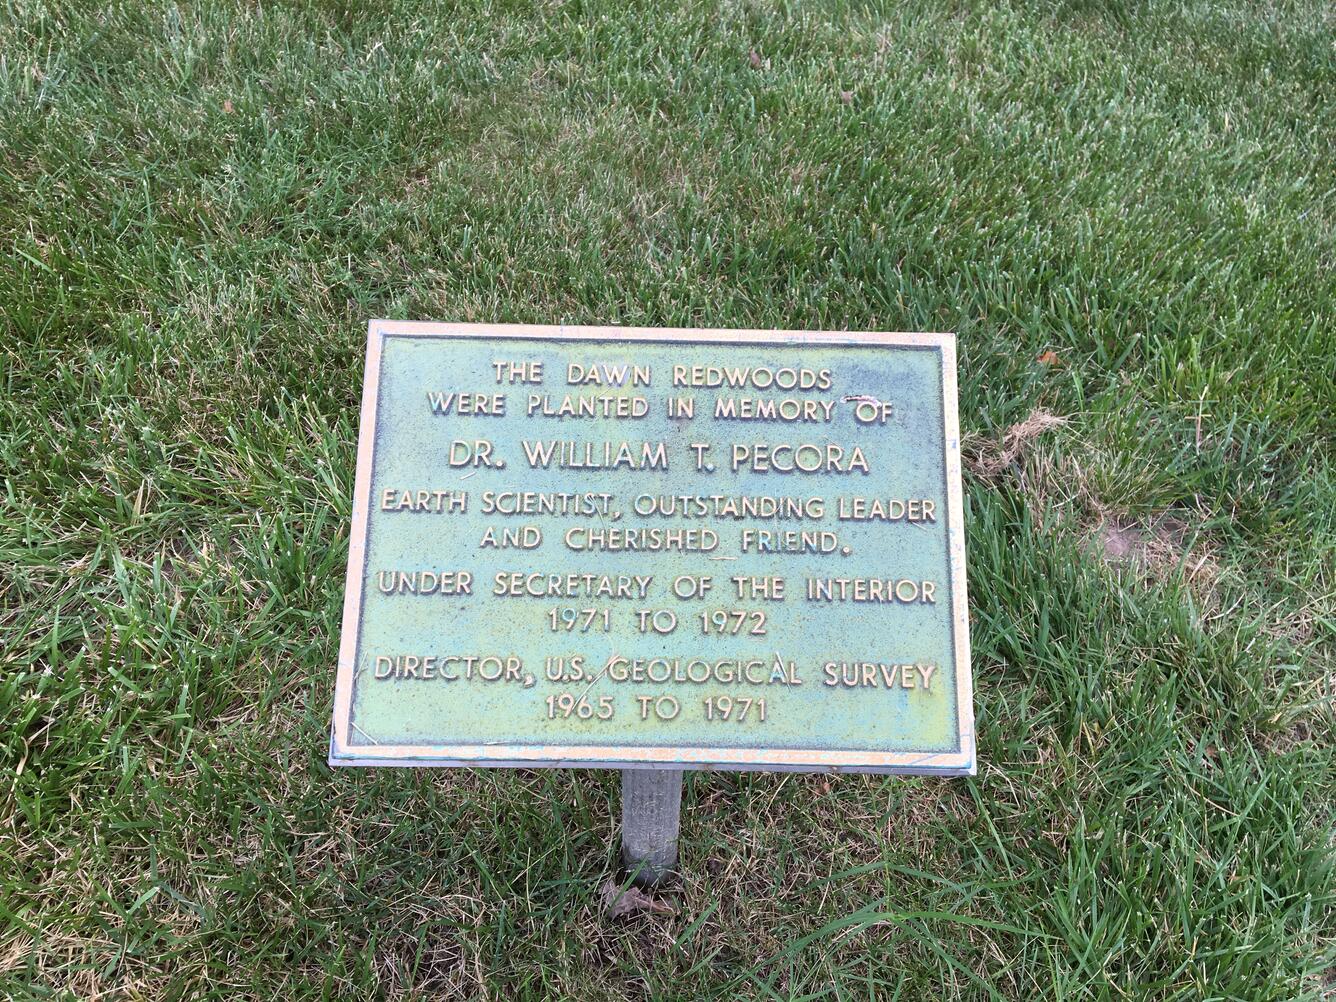 THE DAWN REDWOODS
WERE PLANTED IN MEMORY OF
DR. WILLIAM T. PECORA
EARTH SCIENTIST, OUTSTANDING LEADER
AND CHERISHED FRIEND.
UNDER SECRETARY OF THE INTERIOR
1971 TO 1972
DIRECTOR, U.S. GEOLOGICAL SURVEY
1965 TO 1971